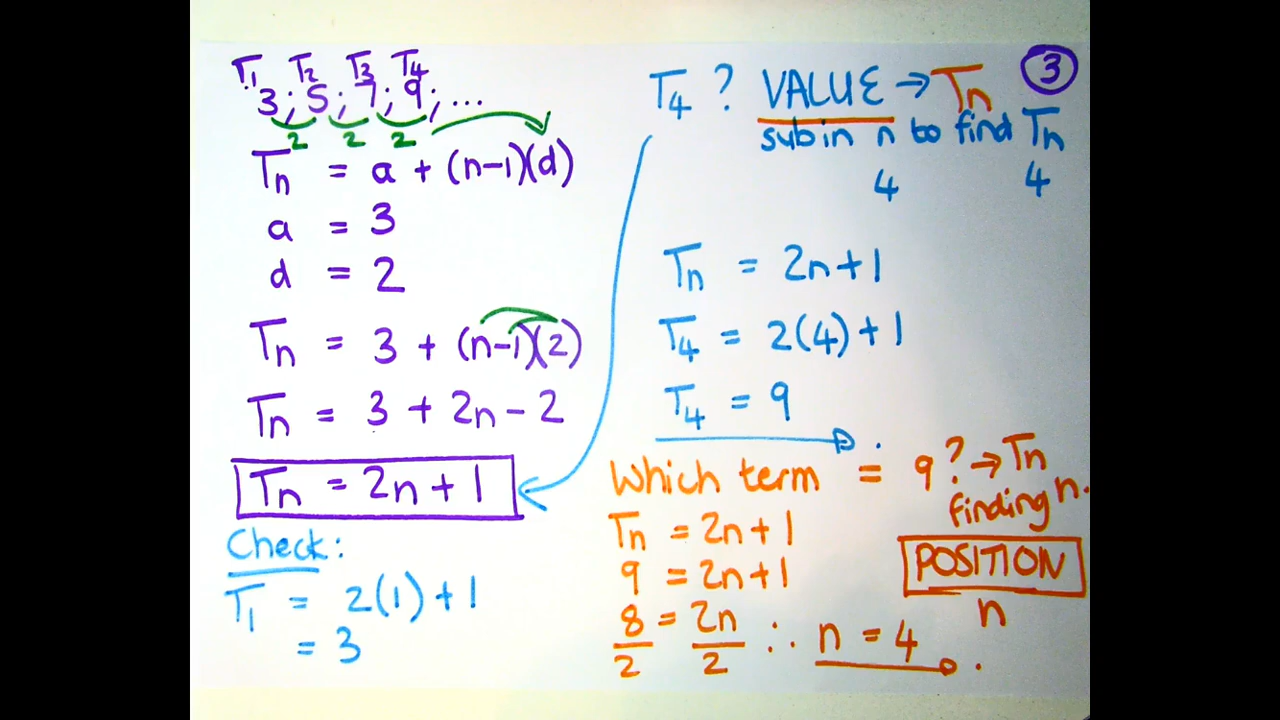 T₁ T₂ T₃ T₄
3 ; 5 ; 7 ; 9 ; ...
2 2 2
Tₙ = a + (n-1)(d)
a = 3
d = 2
Tₙ = 3 + (n-1)(2)
Tₙ = 3 + 2n - 2
Tₙ = 2n + 1
Check:
T₁ = 2(1) + 1
= 3
3
T₄ ? VALUE → Tₙ
sub in n to find Tₙ
4 4
Tₙ = 2n + 1
T₄ = 2(4) + 1
T₄ = 9
Which term = 9? → Tₙ
finding n.
Tₙ = 2n + 1
9 = 2n + 1
POSITION
n
8/2 = 2n/2 ∴ n = 4